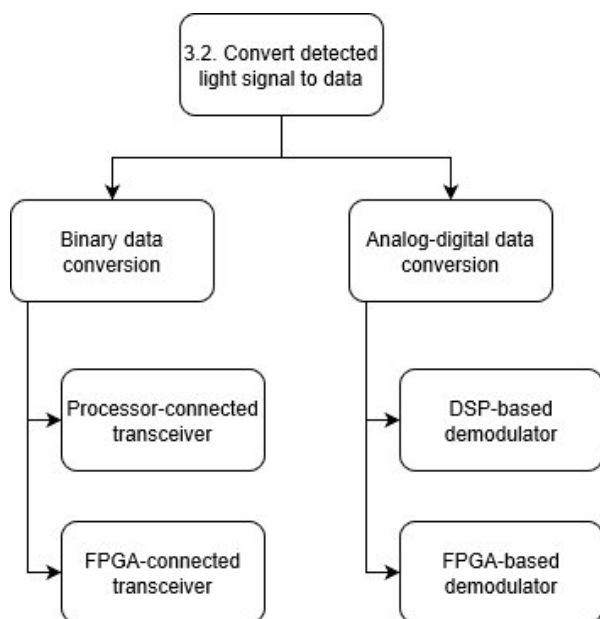 3.2. Convert detected
light signal to data
Binary data
conversion
Analog-digital data
conversion
Processor-connected
transceiver
DSP-based
demodulator
FPGA-connected
transceiver
FPGA-based
demodulator